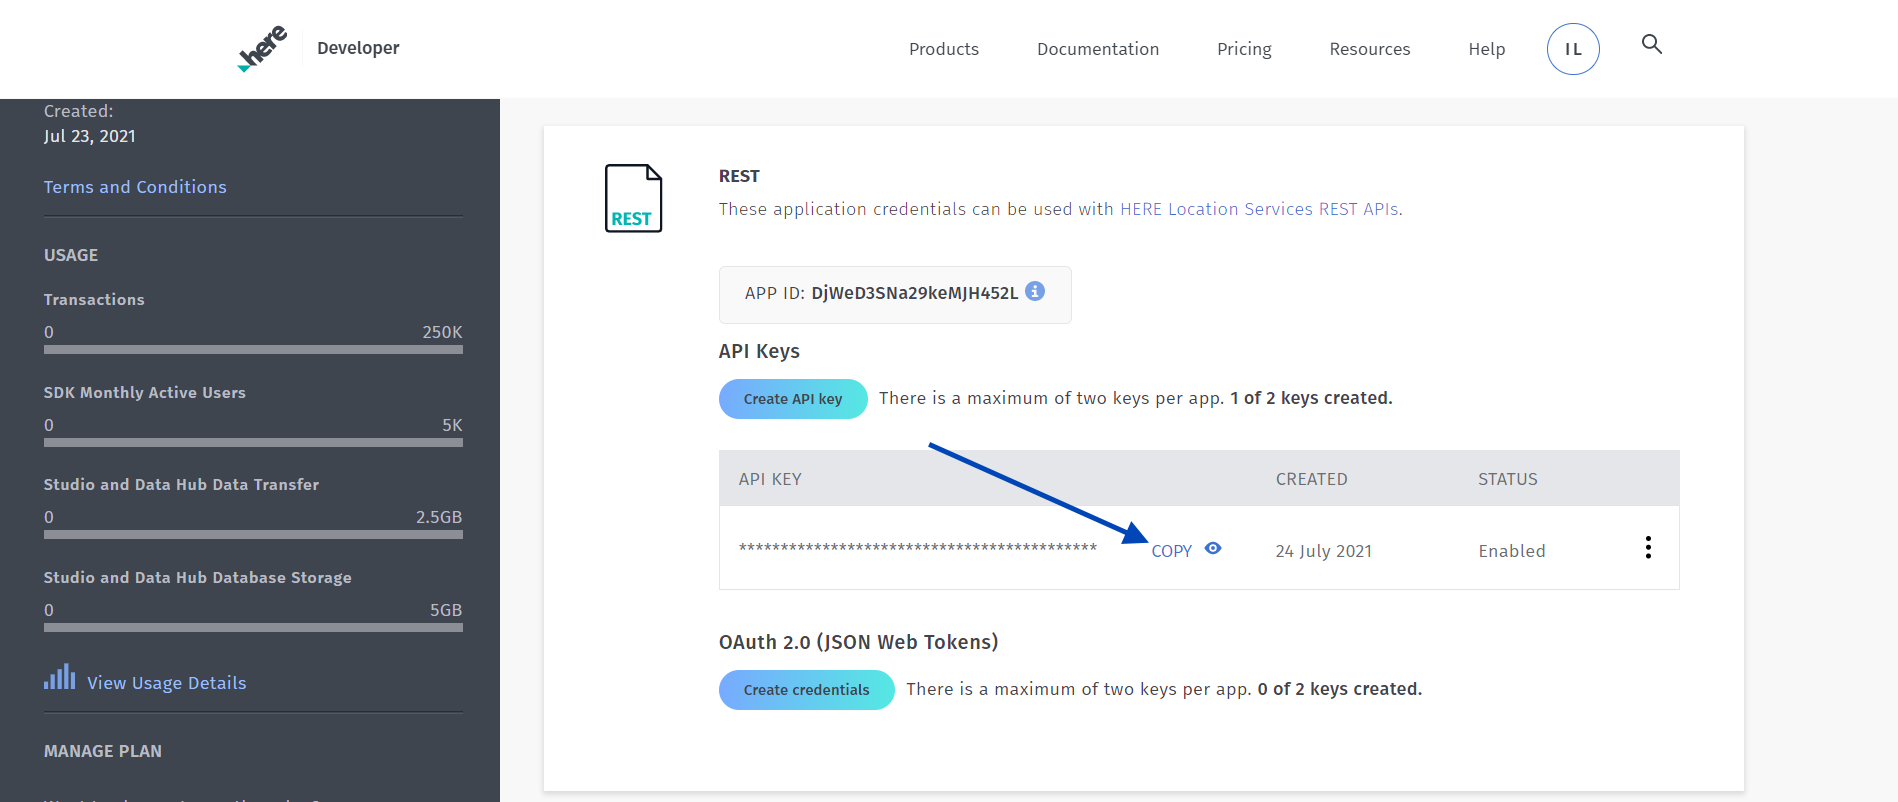 here Developer Products Documentation Pricing Resources Help IL
Created:
Jul 23, 2021
Terms and Conditions
USAGE
Transactions
0 250K
SDK Monthly Active Users
0 5K
Studio and Data Hub Data Transfer
0 2.5GB
Studio and Data Hub Database Storage
0 5GB
View Usage Details
MANAGE PLAN
REST
REST
These application credentials can be used with HERE Location Services REST APIs.
APP ID: DjWeD3SNa29keMJH452L
API Keys
Create API key There is a maximum of two keys per app. 1 of 2 keys created.
API KEY CREATED STATUS
******************************************* COPY 24 July 2021 Enabled
OAuth 2.0 (JSON Web Tokens)
Create credentials There is a maximum of two keys per app. 0 of 2 keys created.